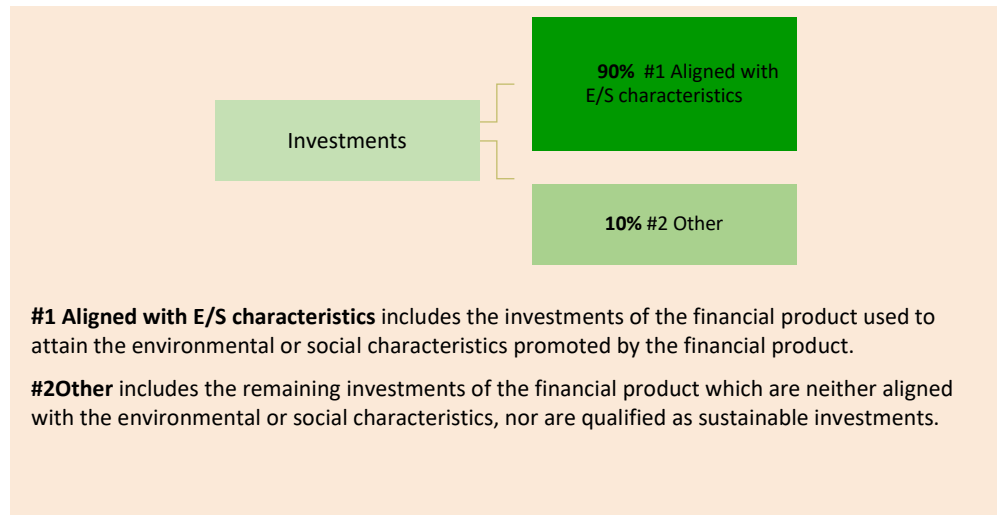 90% #1 Aligned with
E/S characteristics
Investments
10% #2 Other
#1 Aligned with E/S characteristics includes the investments of the financial product used to
attain the environmental or social characteristics promoted by the financial product.
#2Other includes the remaining investments of the financial product which are neither aligned
with the environmental or social characteristics, nor are qualified as sustainable investments.